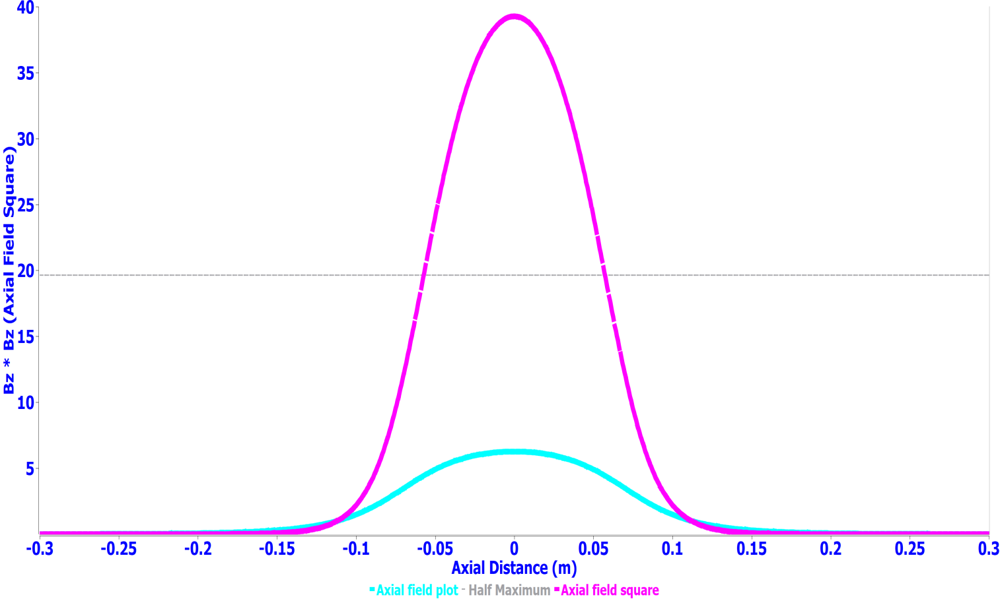 40
35
30
25
20
15
10
5
Bz * Bz (Axial Field Square)
-0.3 -0.25 -0.2 -0.15 -0.1 -0.05 0 0.05 0.1 0.15 0.2 0.25 0.3
Axial Distance (m)
Axial field plot Half Maximum Axial field square